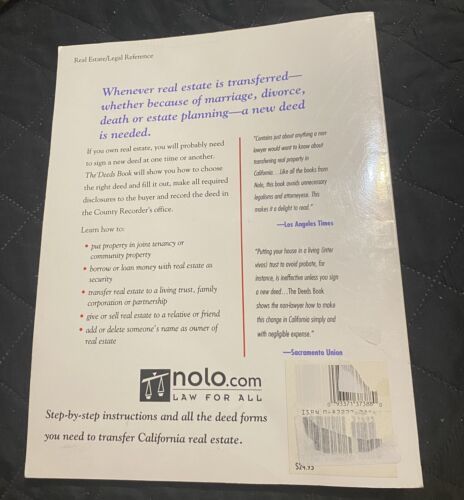 Real Estate/Legal Reference
Whenever real estate is transferred—
whether because of marriage, divorce,
death or estate planning—a new deed
is needed.
If you own real estate, you will probably need
to sign a new deed at one time or another.
The Deeds Book will show you how to choose
the right deed and fill it out, make all required
disclosures to the buyer and record the deed in
the County Recorder's office.
Learn how to:
• put property in joint tenancy or
community property
• borrow or loan money with real estate as
security
• transfer real estate to a living trust, family
corporation or partnership
• give or sell real estate to a relative or friend
• add or delete someone's name as owner of
real estate
"Contains just about anything a non
lawyer would want to know about
transferring real property in
California...Like all the books from
Nolo, this book avoids unnecessary
legalisms and attorneyese. This
makes it a delight to read."
—Los Angeles Times
"Putting your house in a living (inter
vivos) trust to avoid probate, for
instance, is ineffective unless you sign
a new deed...The Deeds Book
shows the non-lawyer how to make
this change in California simply and
with negligible expense."
—Sacramento Union
nolo.com
LAW FOR ALL
Step-by-step instructions and all the deed forms
you need to transfer California real estate.
ISBN